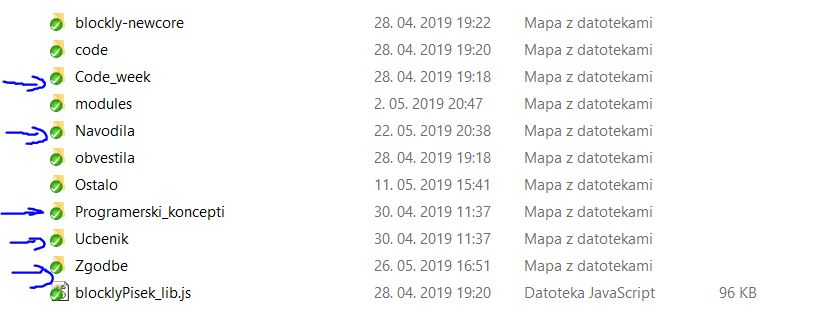 blockly-newcore 28. 04. 2019 19:22 Mapa z datotekami
code 28. 04. 2019 19:20 Mapa z datotekami
Code_week 28. 04. 2019 19:18 Mapa z datotekami
modules 2. 05. 2019 20:47 Mapa z datotekami
Navodila 22. 05. 2019 20:38 Mapa z datotekami
obvestila 28. 04. 2019 19:18 Mapa z datotekami
Ostalo 11. 05. 2019 15:41 Mapa z datotekami
Programerski_koncepti 30. 04. 2019 11:37 Mapa z datotekami
Ucbenik 30. 04. 2019 11:37 Mapa z datotekami
Zgodbe 26. 05. 2019 16:51 Mapa z datotekami
blocklyPisek_lib.js 28. 04. 2019 19:20 Datoteka JavaScript 96 KB